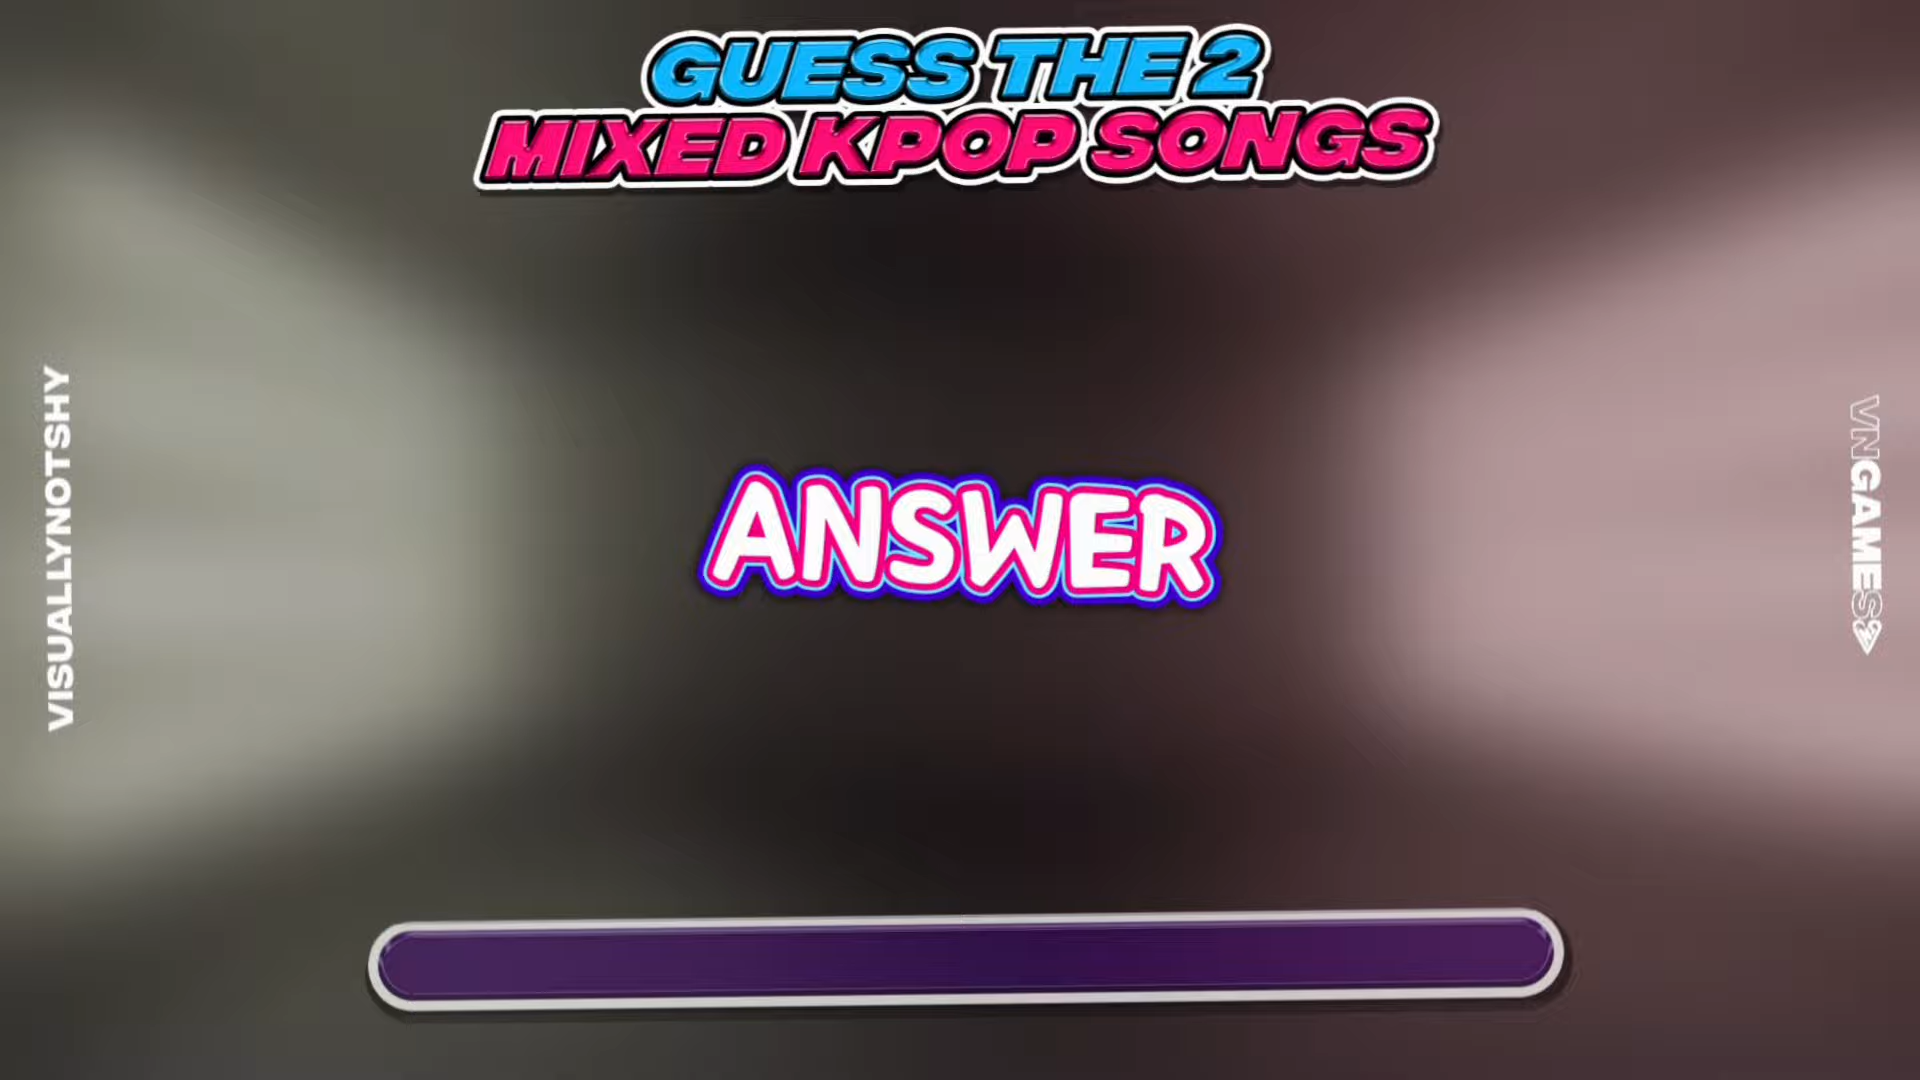 GUESS THE 2
MIXED KPOP SONGS
VISUALLYNOTSHY
ANSWER
VNGAMES